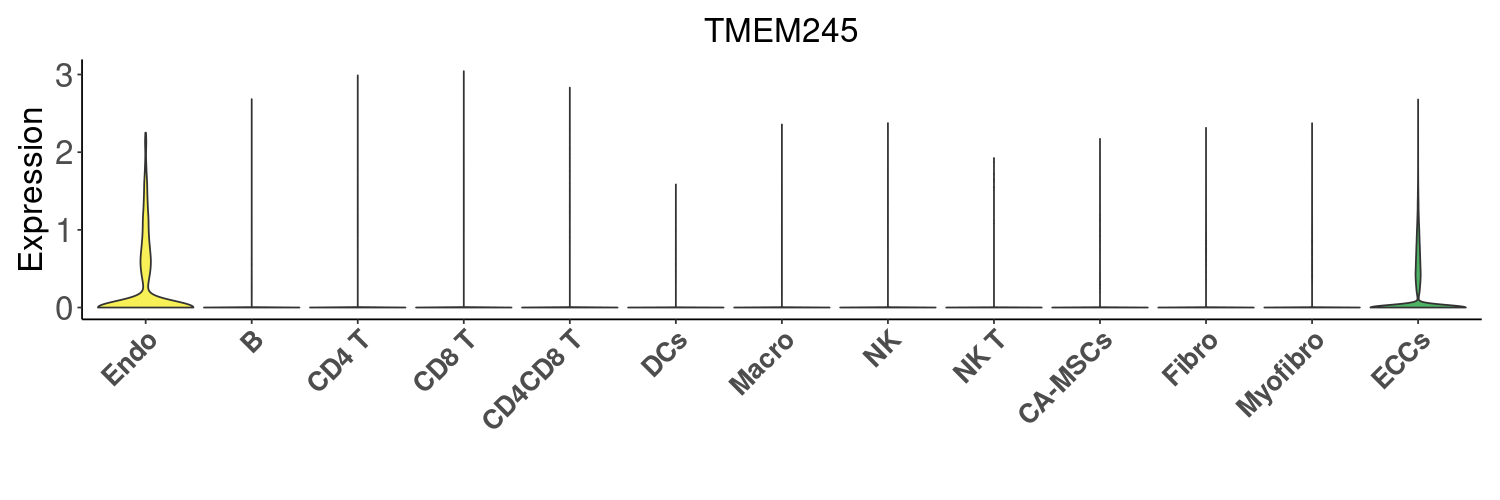 TMEM245
Expression
3
2
1
0
Endo
B
CD4 T
CD8 T
CD4CD8 T
DCs
Macro
NK
NK T
CA-MSCs
Fibro
Myofibro
ECCs